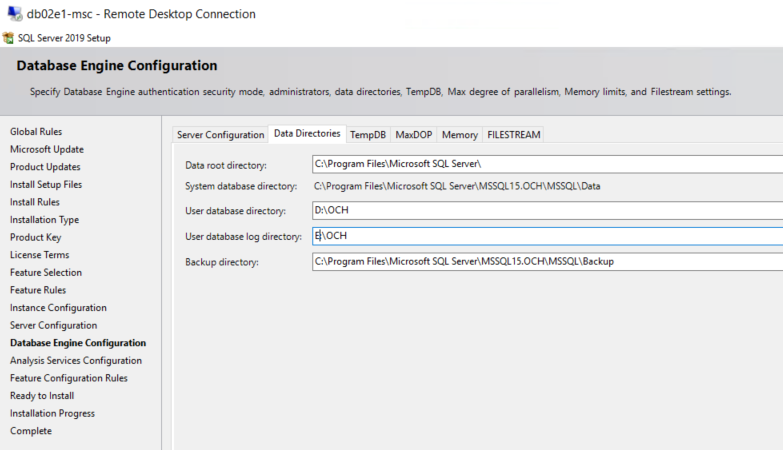 db02e1-msc - Remote Desktop Connection
SQL Server 2019 Setup
Database Engine Configuration
Specify Database Engine authentication security mode, administrators, data directories, TempDB, Max degree of parallelism, Memory limits, and Filestream settings.
Global Rules
Microsoft Update
Product Updates
Install Setup Files
Install Rules
Installation Type
Product Key
License Terms
Feature Selection
Feature Rules
Instance Configuration
Server Configuration
Database Engine Configuration
Analysis Services Configuration
Feature Configuration Rules
Ready to Install
Installation Progress
Complete
Server Configuration Data Directories TempDB MaxDOP Memory FILESTREAM
Data root directory: C:\Program Files\Microsoft SQL Server\
System database directory: C:\Program Files\Microsoft SQL Server\MSSQL15.OCH\MSSQL\Data
User database directory: D:\OCH
User database log directory: E:\OCH
Backup directory: C:\Program Files\Microsoft SQL Server\MSSQL15.OCH\MSSQL\Backup